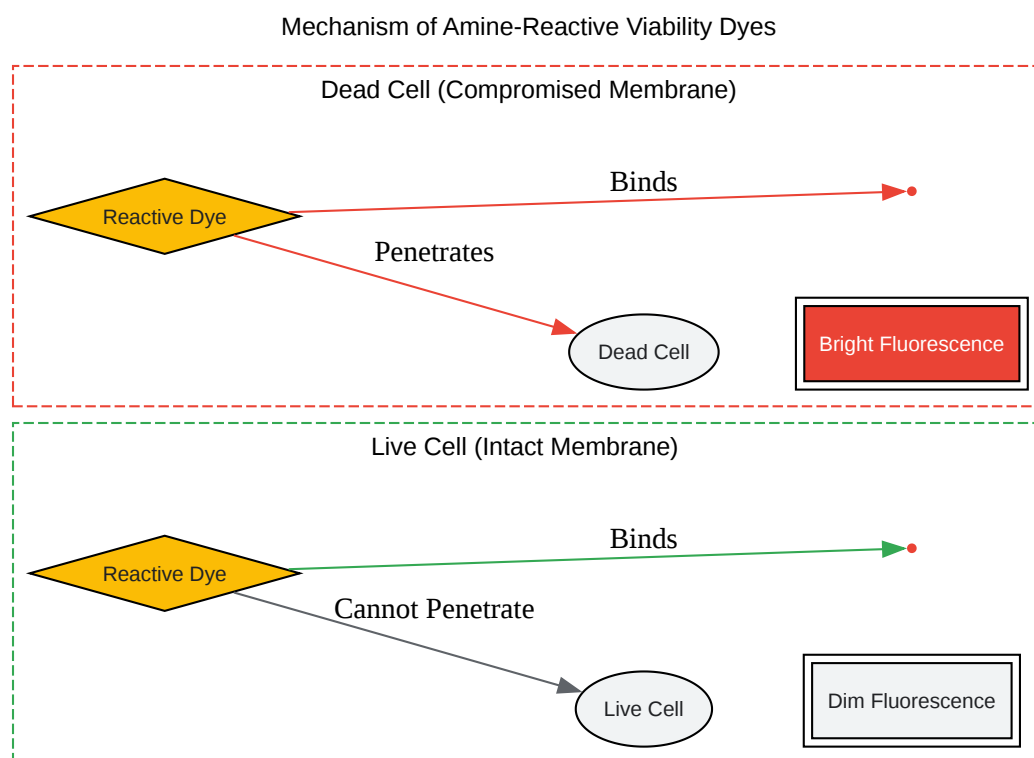 Mechanism of Amine-Reactive Viability Dyes
Dead Cell (Compromised Membrane)
Binds
Reactive Dye
Penetrates
Bright Fluorescence
Dead Cell
Live Cell (Intact Membrane)
Binds
Reactive Dye
Cannot Penetrate
Dim Fluorescence
Live Cell